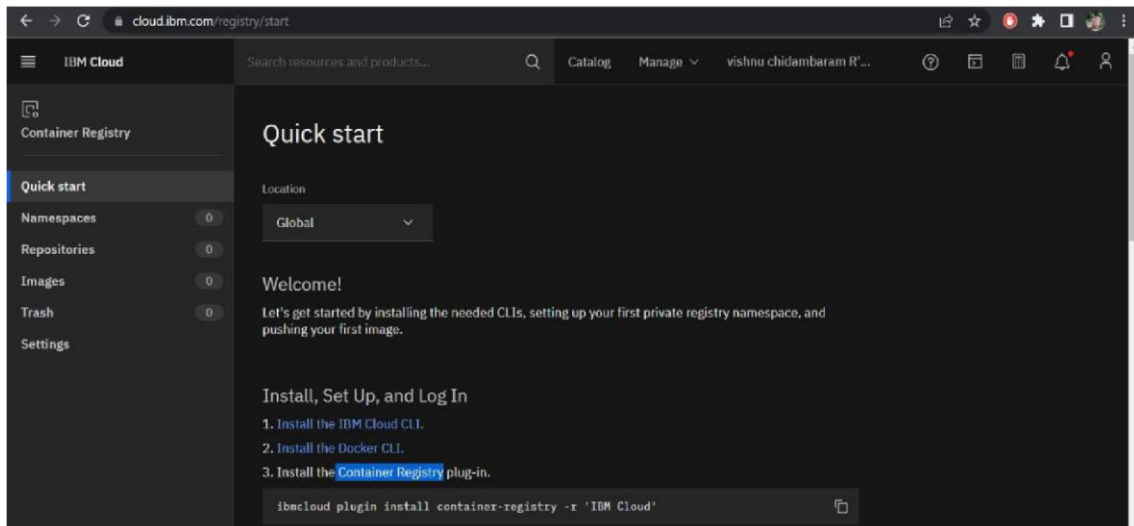 cloud.ibm.com/registry/start
IBM Cloud
Search resources and products...
Catalog
Manage
vishnu chidambaram R'...
Container Registry
Quick start
Namespaces 0
Repositories 0
Images 0
Trash 0
Settings
Quick start
Location
Global
Welcome!
Let's get started by installing the needed CLIs, setting up your first private registry namespace, and
pushing your first image.
Install, Set Up, and Log In
1. Install the IBM Cloud CLI.
2. Install the Docker CLI.
3. Install the Container Registry plug-in.
ibmcloud plugin install container-registry -r 'IBM Cloud'